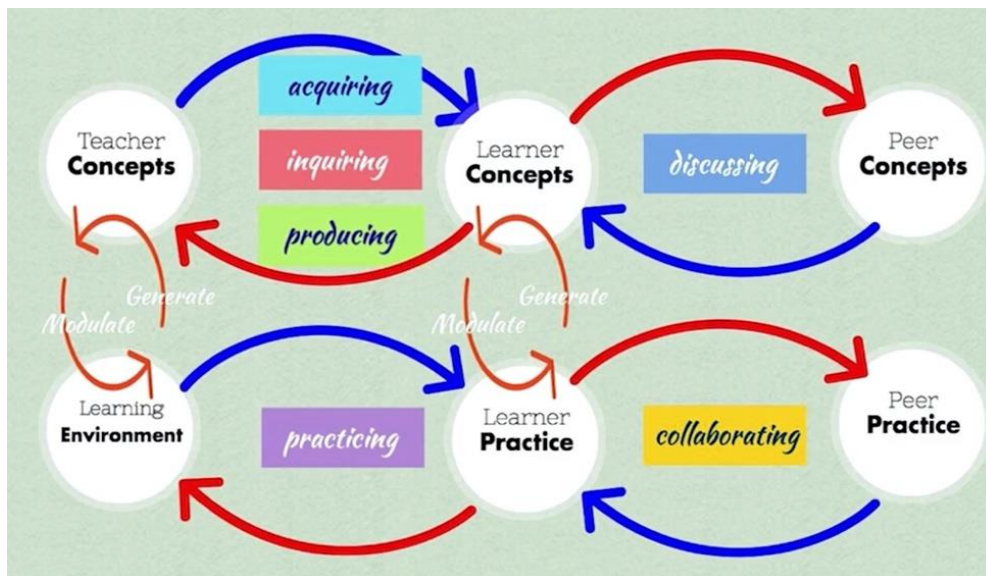 acquiring
Teacher
Concepts
inquiring
Learner
Concepts
discussing
Peer
Concepts
producing
Generate
Modulate
Generate
Modulate
Learning
Environment
practicing
Learner
Practice
collaborating
Peer
Practice